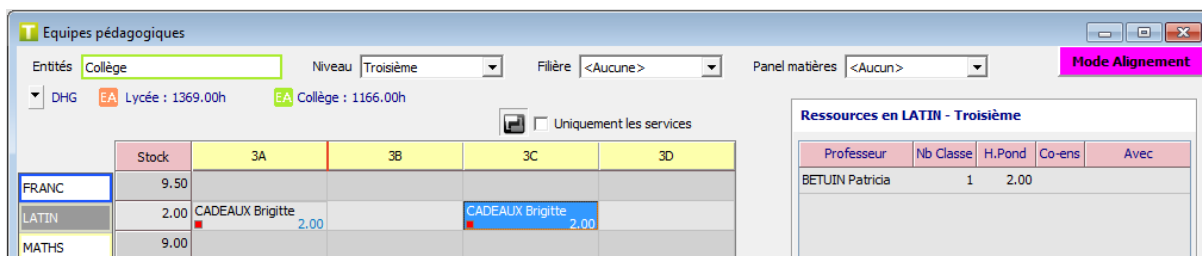 T Equipes pédagogiques
Entités Collège Niveau Troisième Filière <Aucune> Panel matières <Aucun> Mode Alignement
DHG EA Lycée : 1369.00h EA Collège : 1166.00h
Uniquement les services
Ressources en LATIN - Troisième
Stock 3A 3B 3C 3D
Professeur Nb Classe H.Pond Co-ens Avec
FRANC 9.50
BETUIN Patricia 1 2.00
LATIN 2.00 CADEAUX Brigitte 2.00 CADEAUX Brigitte 2.00
MATHS 9.00